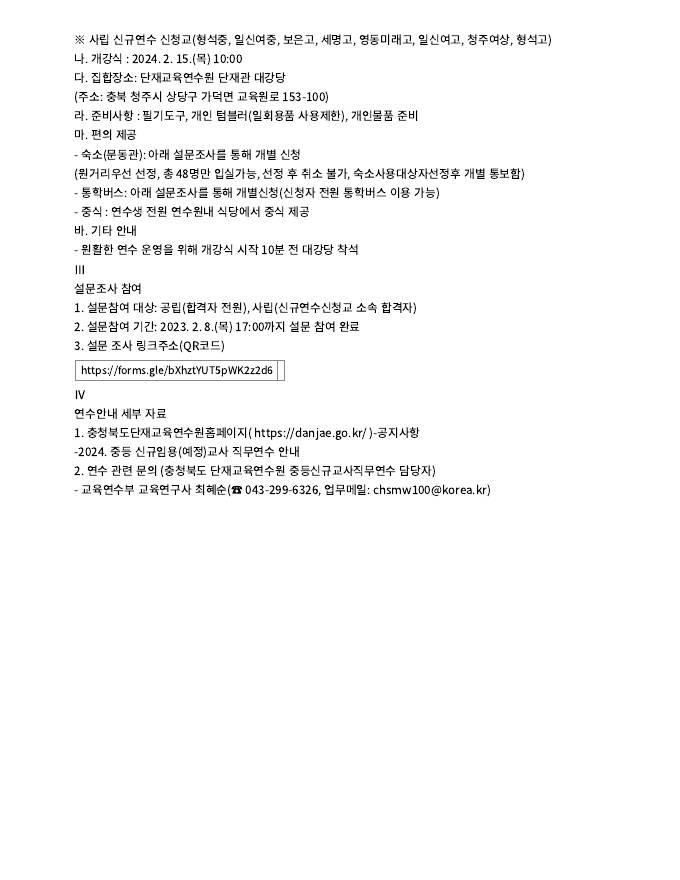 ※ 사립 신규연수 신청교(형석중, 일신여중, 보은고, 세명고, 영동미래고, 일신여고, 청주여상, 형석고)
나. 개강식 : 2024. 2. 15.(목) 10:00
다. 집합장소: 단재교육연수원 단재관 대강당
(주소: 충북 청주시 상당구 가덕면 교육원로 153-100)
라. 준비사항 : 필기도구, 개인 텀블러(일회용품 사용제한), 개인물품 준비
마. 편의 제공
- 숙소(문동관): 아래 설문조사를 통해 개별 신청
(원거리우선 선정, 총 48명만 입실가능, 선정 후 취소 불가, 숙소사용대상자선정후 개별 통보함)
- 통학버스: 아래 설문조사를 통해 개별신청(신청자 전원 통학버스 이용 가능)
- 중식 : 연수생 전원 연수원내 식당에서 중식 제공
바. 기타 안내
- 원활한 연수 운영을 위해 개강식 시작 10분 전 대강당 착석
III
설문조사 참여
1. 설문참여 대상: 공립(합격자 전원), 사립(신규연수신청교 소속 합격자)
2. 설문참여 기간: 2023. 2. 8.(목) 17:00까지 설문 참여 완료
3. 설문 조사 링크주소(QR코드)
https://forms.gle/bXhztYUT5pWK2z2d6
IV
연수안내 세부 자료
1. 충청북도단재교육연수원홈페이지( https://danjae.go.kr/ )-공지사항
-2024. 중등 신규임용(예정)교사 직무연수 안내
2. 연수 관련 문의 (충청북도 단재교육연수원 중등신규교사직무연수 담당자)
- 교육연수부 교육연구사 최혜순(☎ 043-299-6326, 업무메일: chsmw100@korea.kr)